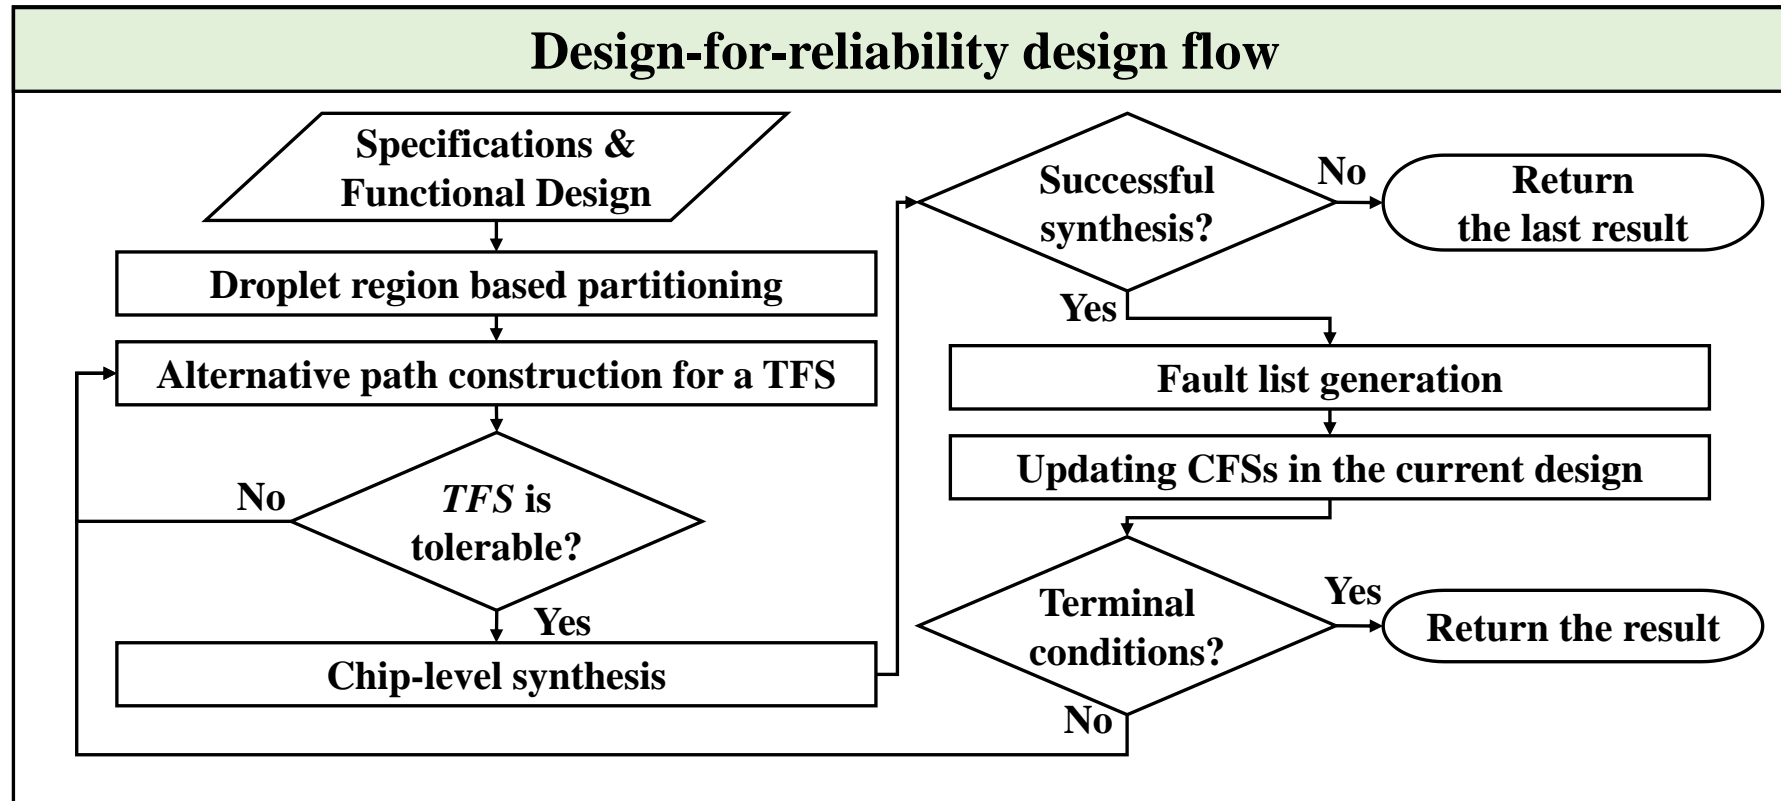 Design-for-reliability design flow
Specifications &
Functional Design
Droplet region based partitioning
Alternative path construction for a TFS
No
TFS is
tolerable?
Yes
Chip-level synthesis
Successful
synthesis?
No
Return
the last result
Yes
Fault list generation
Updating CFSs in the current design
Terminal
conditions?
Yes
Return the result
No